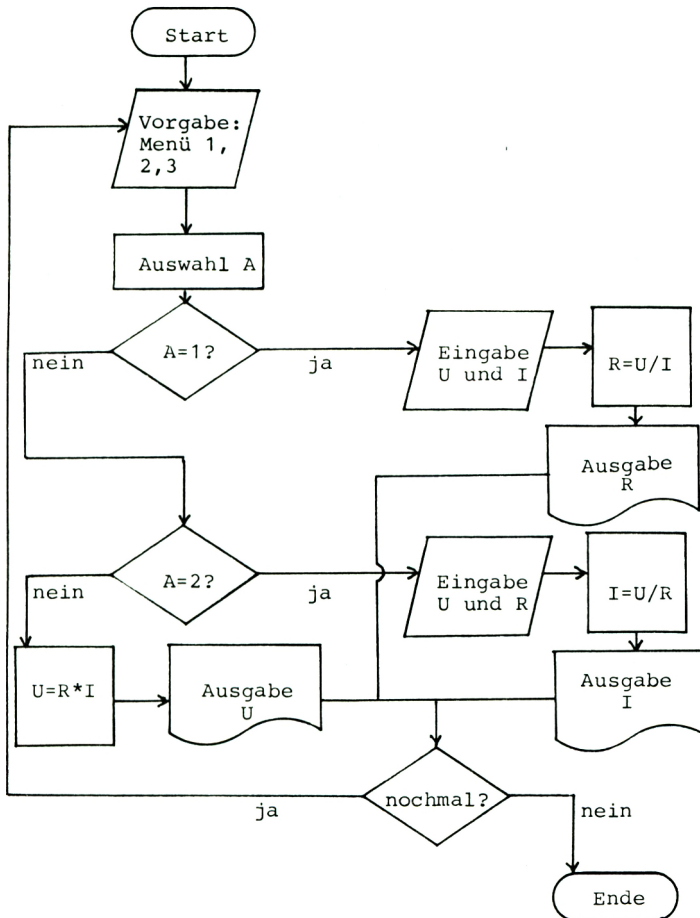 Start
Vorgabe:
Menü 1,
2,3
Auswahl A
A=1?
nein
ja
Eingabe
U und I
R=U/I
Ausgabe
R
A=2?
nein
ja
Eingabe
U und R
I=U/R
U=R*I
Ausgabe
U
Ausgabe
I
nochmal?
ja
nein
Ende